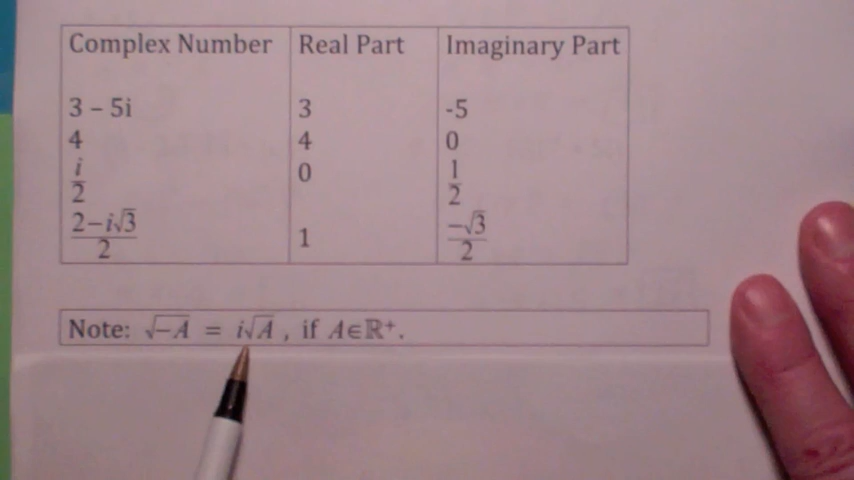 Complex Number Real Part Imaginary Part
3 – 5i 3 -5
4 4 0
i/2 0 1/2
2−i√3/2 1 −√3/2
Note: √−A = i√A , if A∈ℝ⁺.